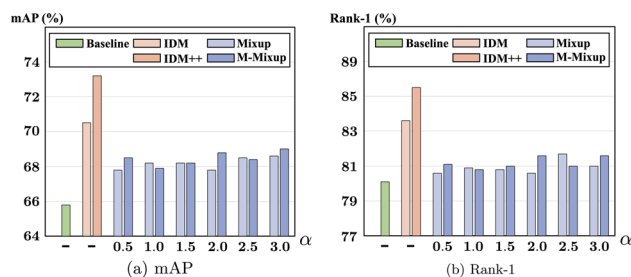 mAP (%)
Baseline IDM Mixup
IDM++ M-Mixup
74
72
70
68
66
64
– – 0.5 1.0 1.5 2.0 2.5 3.0 α
(a) mAP
Rank-1 (%)
Baseline IDM Mixup
IDM++ M-Mixup
89
85
83
81
79
77
– – 0.5 1.0 1.5 2.0 2.5 3.0 α
(b) Rank-1